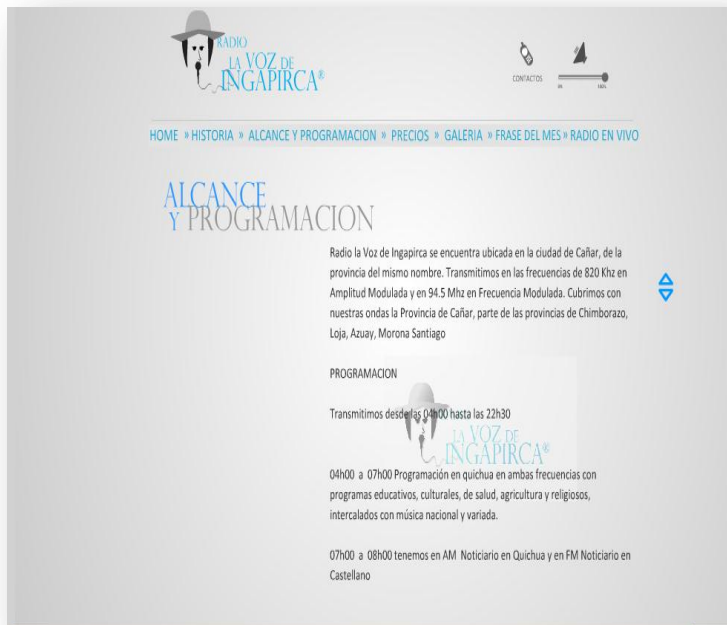 RADIO
LA VOZ DE
INGAPIRCA®
CONTACTOS
HOME » HISTORIA » ALCANCE Y PROGRAMACION » PRECIOS » GALERIA » FRASE DEL MES » RADIO EN VIVO
ALCANCE
Y PROGRAMACION
Radio la Voz de Ingapirca se encuentra ubicada en la ciudad de Cañar, de la
provincia del mismo nombre. Transmitimos en las frecuencias de 820 Khz en
Amplitud Modulada y en 94.5 Mhz en Frecuencia Modulada. Cubrimos con
nuestras ondas la Provincia de Cañar, parte de las provincias de Chimborazo,
Loja, Azuay, Morona Santiago
PROGRAMACION
Transmitimos desde las 04h00 hasta las 22h30
LA VOZ DE
INGAPIRCA®
04h00 a 07h00 Programación en quichua en ambas frecuencias con
programas educativos, culturales, de salud, agricultura y religiosos,
intercalados con música nacional y variada.
07h00 a 08h00 tenemos en AM Noticiario en Quichua y en FM Noticiario en
Castellano